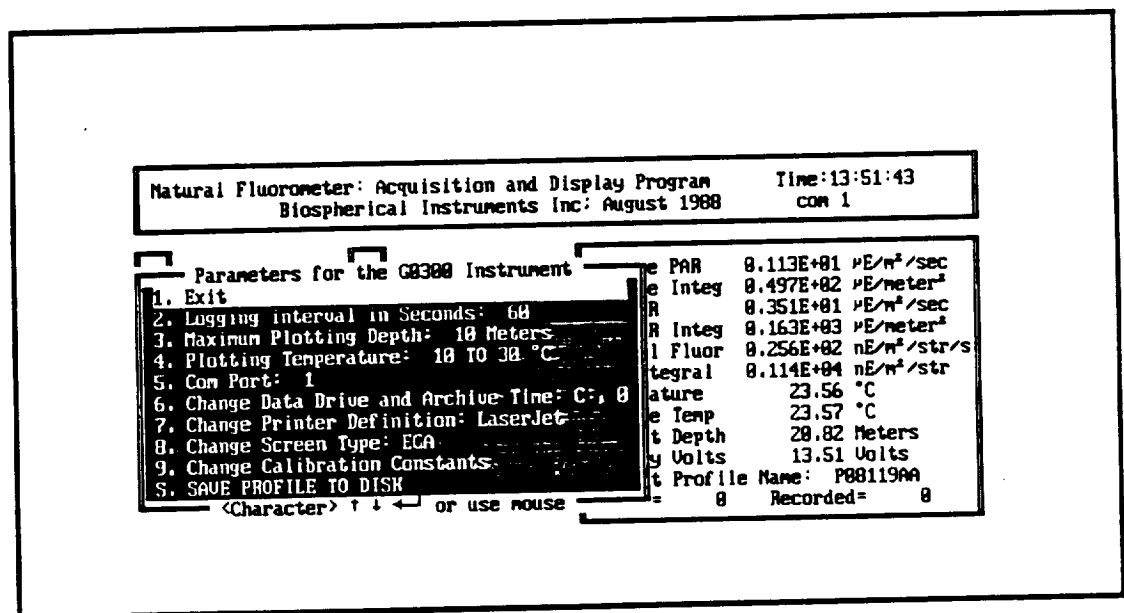 Natural Fluorometer: Acquisition and Display Program Time:13:51:43
Biospherical Instruments Inc: August 1988 com 1
Parameters for the G0300 Instrument
1. Exit
2. Logging interval in Seconds: 60
3. Maximum Plotting Depth: 10 Meters
4. Plotting Temperature: 10 TO 30 °C
5. Com Port: 1
6. Change Data Drive and Archive Time: C:, 0
7. Change Printer Definition: LaserJet
8. Change Screen Type: EGA
9. Change Calibration Constants
S. SAVE PROFILE TO DISK
<Character> ↑ ↓ ←┘ or use mouse
e PAR 0.113E+01 µE/m²/sec
e Integ 0.497E+02 µE/meter²
R 0.351E+01 µE/m²/sec
R Integ 0.163E+03 µE/meter²
l Fluor 0.256E+02 nE/m²/str/s
tegral 0.114E+04 nE/m²/str
ature 23.56 °C
e Temp 23.57 °C
t Depth 20.82 Meters
y Volts 13.51 Volts
t Profile Name: P08119AA
= 0 Recorded= 0